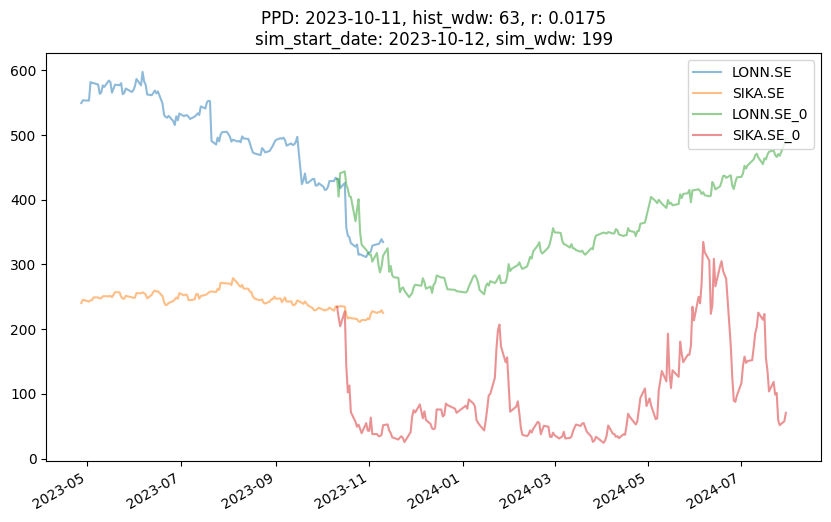 PPD: 2023-10-11, hist_wdw: 63, r: 0.0175
sim_start_date: 2023-10-12, sim_wdw: 199
LONN.SE
SIKA.SE
LONN.SE_0
SIKA.SE_0
600
500
400
300
200
100
0
2023-05
2023-07
2023-09
2023-11
2024-01
2024-03
2024-05
2024-07